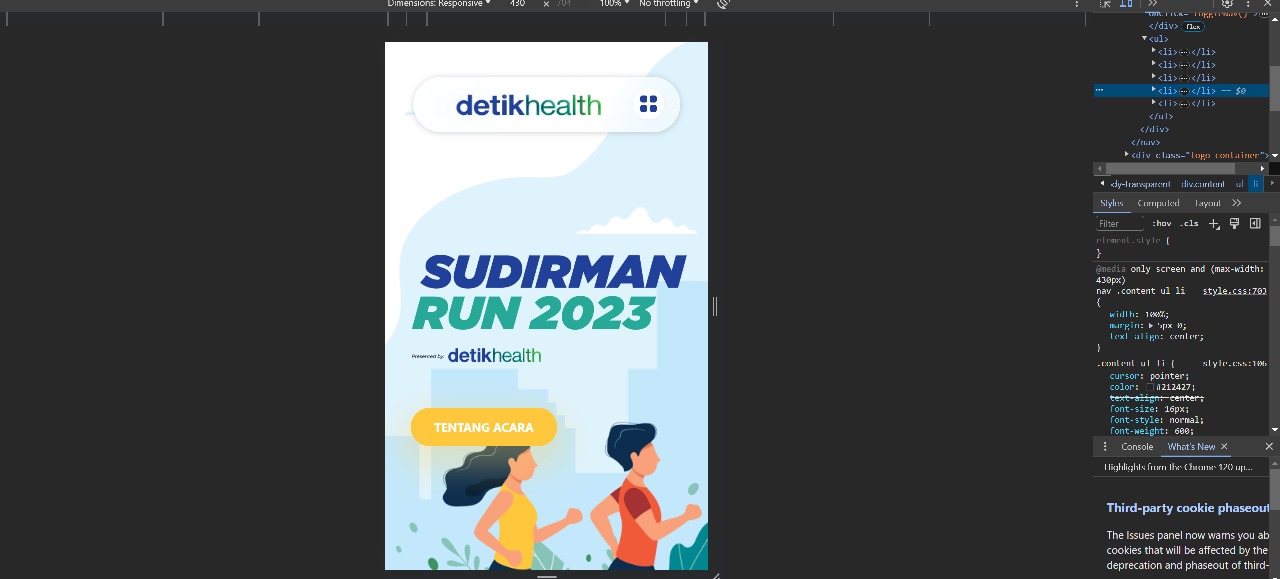 Dimensions: Responsive ▼ 430 × 704 100% ▼ No throttling ▼
detikhealth
SUDIRMAN
RUN 2023
Presented by: detikhealth
TENTANG ACARA
</div> flex
▼<ul>
▶<li>…</li>
▶<li>…</li>
▶<li>…</li>
▶<li>…</li> == $0
▶<li>…</li>
</ul>
</div>
</nav>
▶<div class="logo-container">
dy-transparent div.content ul li
Styles Computed Layout
Filter :hov .cls
element.style {
}
@media only screen and (max-width:
430px)
nav .content ul li style.css:703
{
width: 100%;
margin: ▶ 5px 0;
text-align: center;
}
.content ul li { style.css:106
cursor: pointer;
color: #212427;
text-align: center;
font-size: 16px;
font-style: normal;
font-weight: 600;
Console What's New ×
Highlights from the Chrome 120 up...
Third-party cookie phaseout
The Issues panel now warns you ab
cookies that will be affected by the
deprecation and phaseout of third-